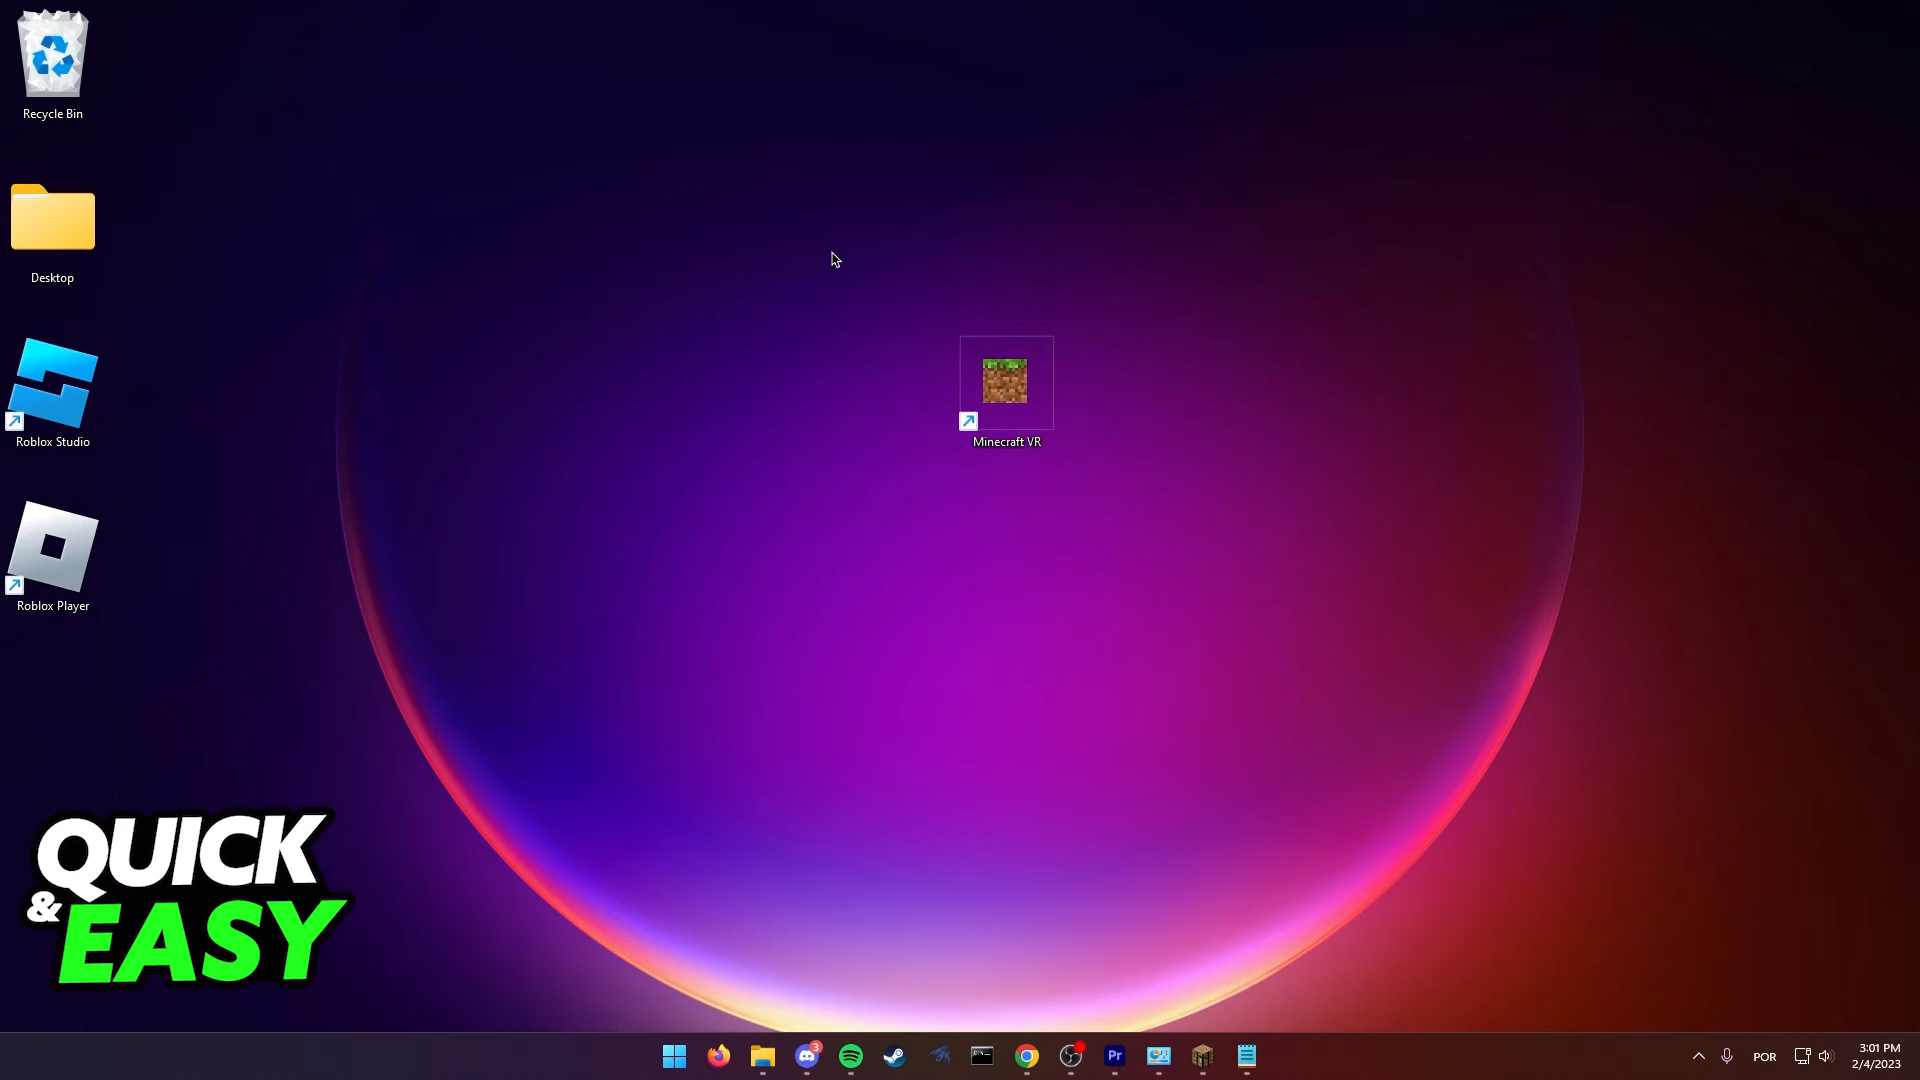 Recycle Bin
Desktop
Roblox Studio
Roblox Player
Minecraft VR
QUICK
& EASY
3
Pr
POR
3:01 PM
2/4/2023